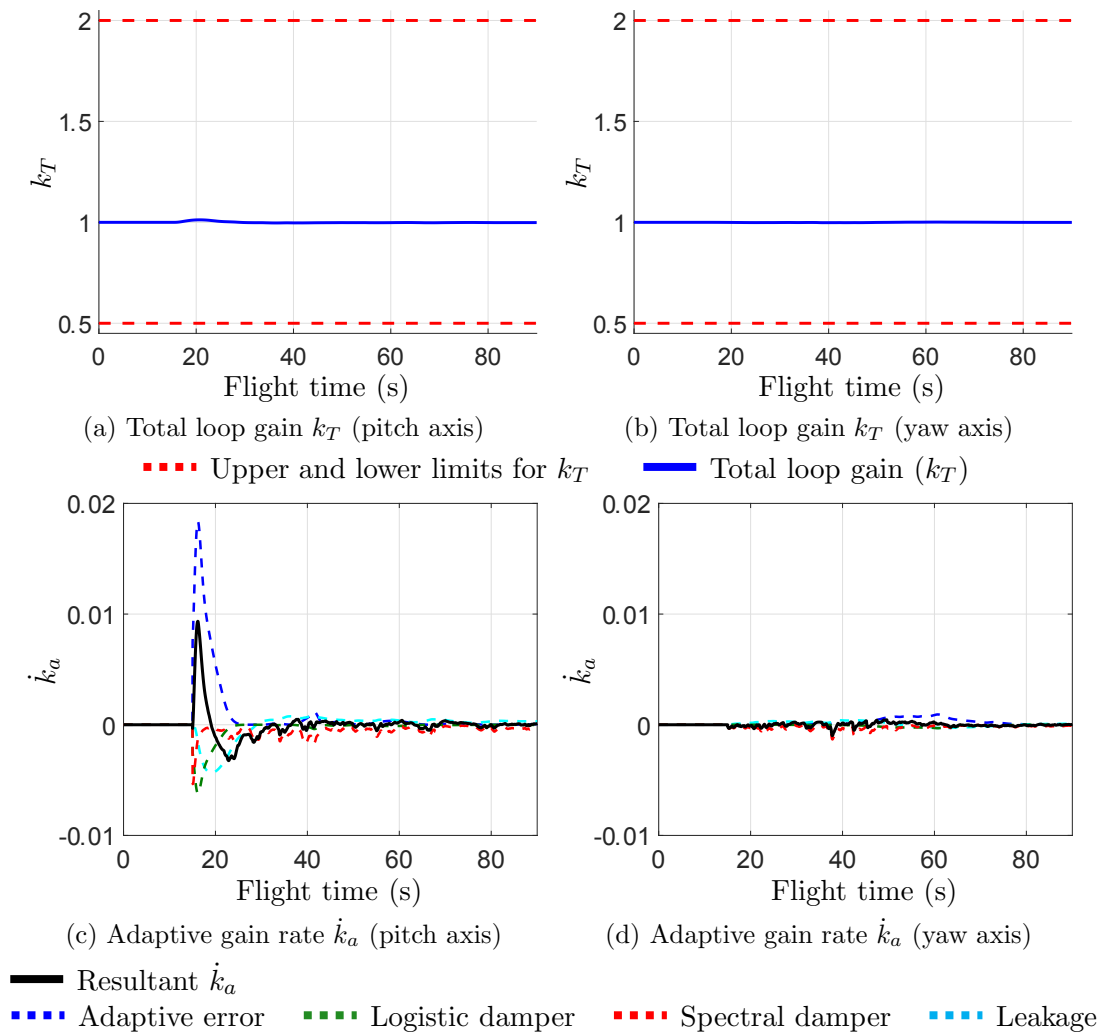 2
1.5
1
0.5
k_T
0 20 40 60 80
Flight time (s)
(a) Total loop gain k_T (pitch axis)
2
1.5
1
0.5
k_T
0 20 40 60 80
Flight time (s)
(b) Total loop gain k_T (yaw axis)
Upper and lower limits for k_T Total loop gain (k_T)
0.02
0.01
0
-0.01
k̇_a
0 20 40 60 80
Flight time (s)
(c) Adaptive gain rate k̇_a (pitch axis)
0.02
0.01
0
-0.01
k̇_a
0 20 40 60 80
Flight time (s)
(d) Adaptive gain rate k̇_a (yaw axis)
Resultant k̇_a
Adaptive error Logistic damper Spectral damper Leakage